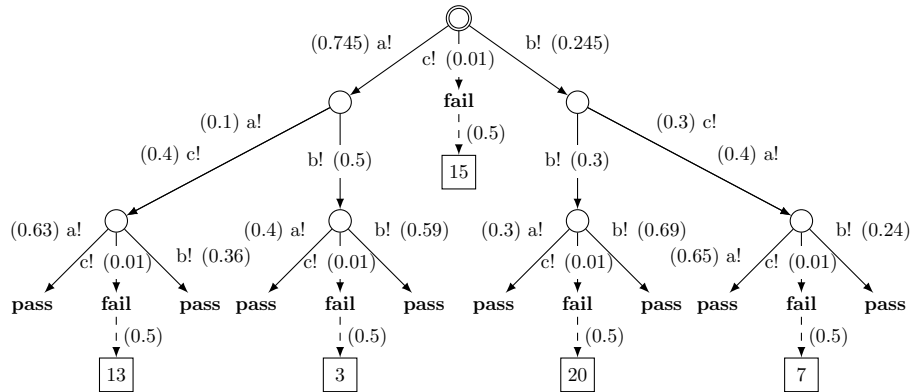 (0.745) a!
b! (0.245)
c! (0.01)
fail
(0.5)
15
(0.1) a!
(0.4) c!
b! (0.5)
b! (0.3)
(0.3) c!
(0.4) a!
(0.63) a!
c! (0.01)
b! (0.36)
(0.4) a!
c! (0.01)
b! (0.59)
(0.3) a!
c! (0.01)
b! (0.69)
(0.65) a!
c! (0.01)
b! (0.24)
pass
fail
pass
pass
fail
pass
pass
fail
pass
pass
fail
pass
(0.5)
(0.5)
(0.5)
(0.5)
13
3
20
7